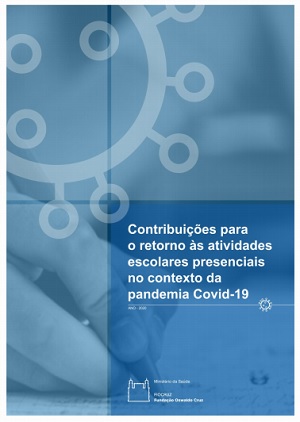 Contribuições para
o retorno às atividades
escolares presenciais
no contexto da
pandemia Covid-19
Ministério da Saúde
FIOCRUZ
Fundação Oswaldo Cruz